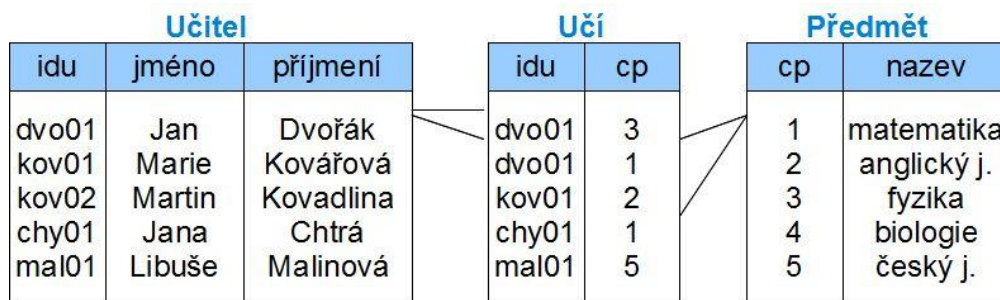 Učitel Učí Předmět
idu jméno příjmení idu cp cp nazev
dvo01 Jan Dvořák dvo01 3 1 matematika
kov01 Marie Kovářová dvo01 1 2 anglický j.
kov02 Martin Kovadlina kov01 2 3 fyzika
chy01 Jana Chtrá chy01 1 4 biologie
mal01 Libuše Malinová mal01 5 5 český j.